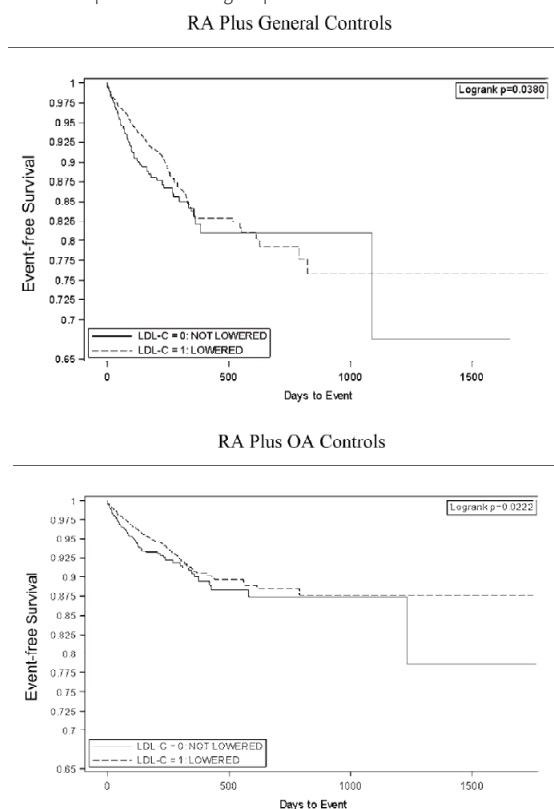 RA Plus General Controls
Logrank p=0.0380
Event-free Survival
1
0.975
0.95
0.925
0.9
0.875
0.85
0.825
0.8
0.775
0.75
0.725
0.7
0.65
LDL-C = 0: NOT LOWERED
LDL-C = 1: LOWERED
0 500 1000 1500
Days to Event
RA Plus OA Controls
Logrank p=0.0222
Event-free Survival
1
0.975
0.95
0.925
0.9
0.875
0.85
0.825
0.8
0.775
0.75
0.725
0.7
0.65
LDL-C = 0: NOT LOWERED
LDL-C = 1: LOWERED
0 500 1000 1500
Days to Event